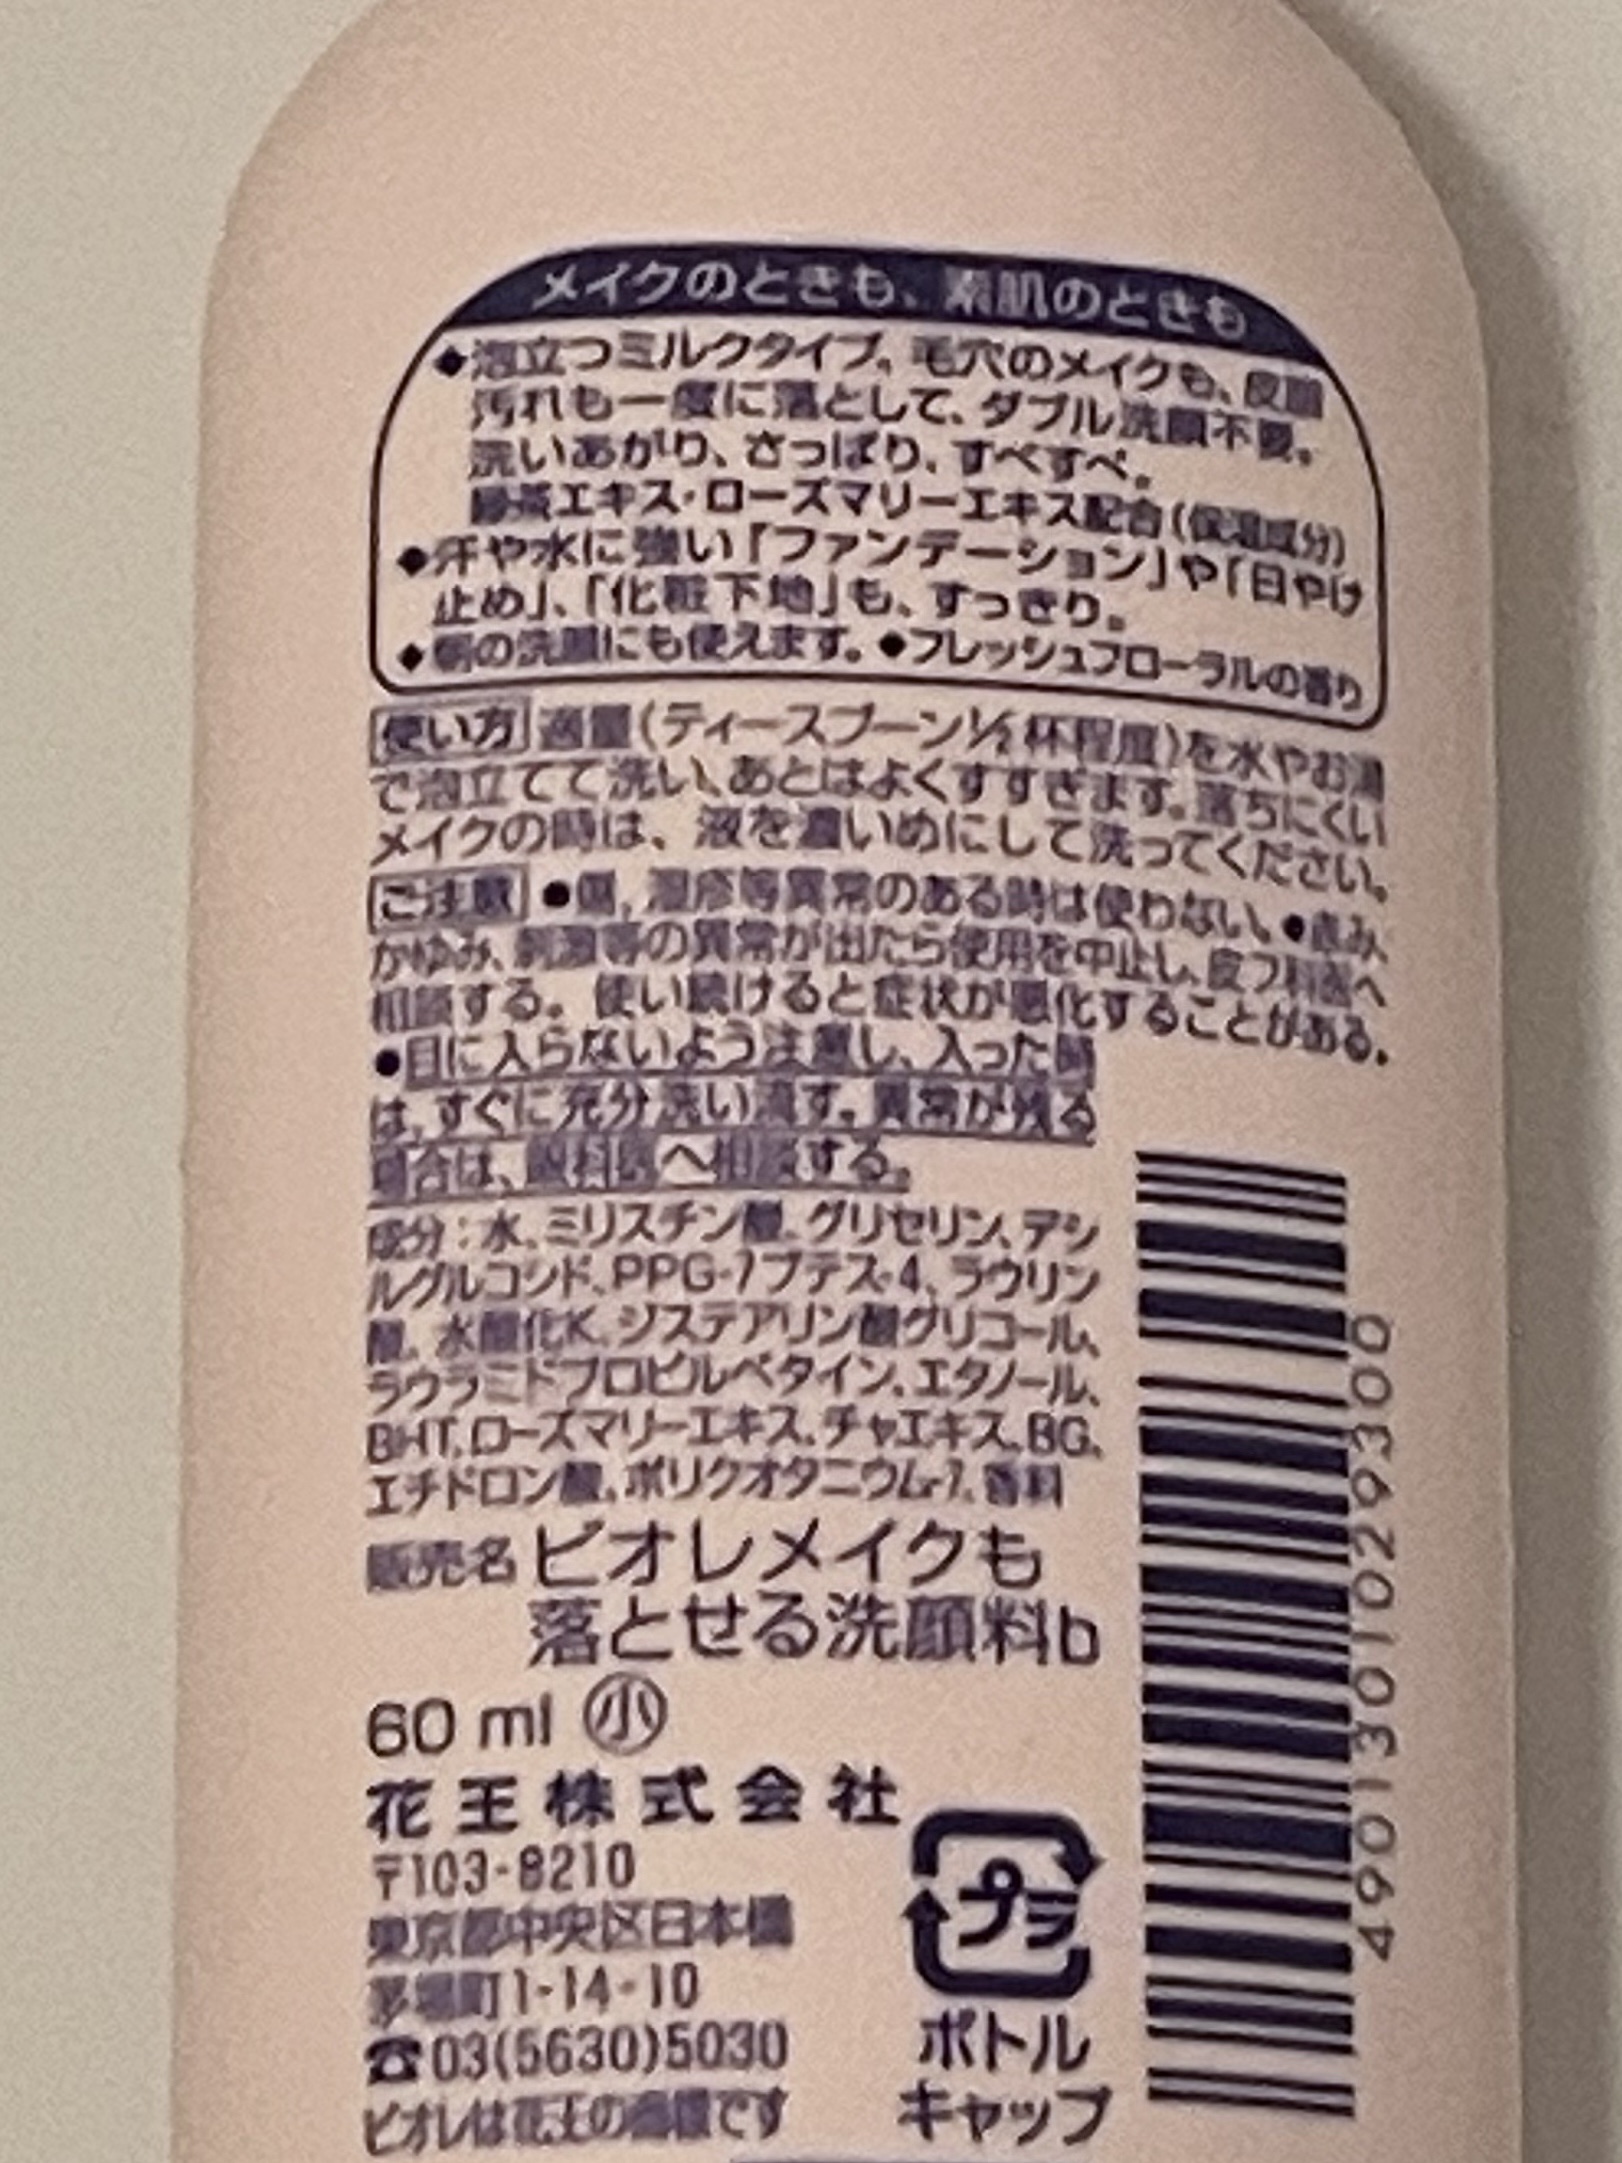 メイクのときも、素肌のときも
◆泡立つミルクタイプ。毛穴のメイクも、皮脂
汚れも一度に落として、ダブル洗顔不要。
洗いあがり、さっぱり、すべすべ。
緑茶エキス・ローズマリーエキス配合(保湿成分)
◆汗や水に強い「ファンデーション」や「日やけ
止め」、「化粧下地」も、すっきり。
◆朝の洗顔にも使えます。◆フレッシュフローラルの香り
使い方 適量(ティースプーン½杯程度)を水やお湯
で泡立てて洗い、あとはよくすすぎます。落ちにくい
メイクの時は、液を濃いめにして洗ってください。
ご注意 ●傷、湿疹等異常のある時は使わない。●赤み、
かゆみ、刺激等の異常が出たら使用を中止し、皮フ科医へ
相談する。使い続けると症状が悪化することがある。
●目に入らないよう注意し、入った時
は、すぐに充分洗い流す。異常が残る
場合は、眼科医へ相談する。
成分：水、ミリスチン酸、グリセリン、デシ
ルグルコシド、PPG-7ブテス-4、ラウリン
酸、水酸化K、ジステアリン酸グリコール、
ラウラミドプロピルベタイン、エタノール、
BHT、ローズマリーエキス、チャエキス、BG、
エチドロン酸、ポリクオタニウム-7、香料
販売名 ビオレメイクも
落とせる洗顔料b
60 ml 小
花王株式会社
〒103-8210
東京都中央区日本橋
茅場町1-14-10
☎03(5630)5030
ビオレは花王の商標です
プラ
ボトル
キャップ
4901301029300